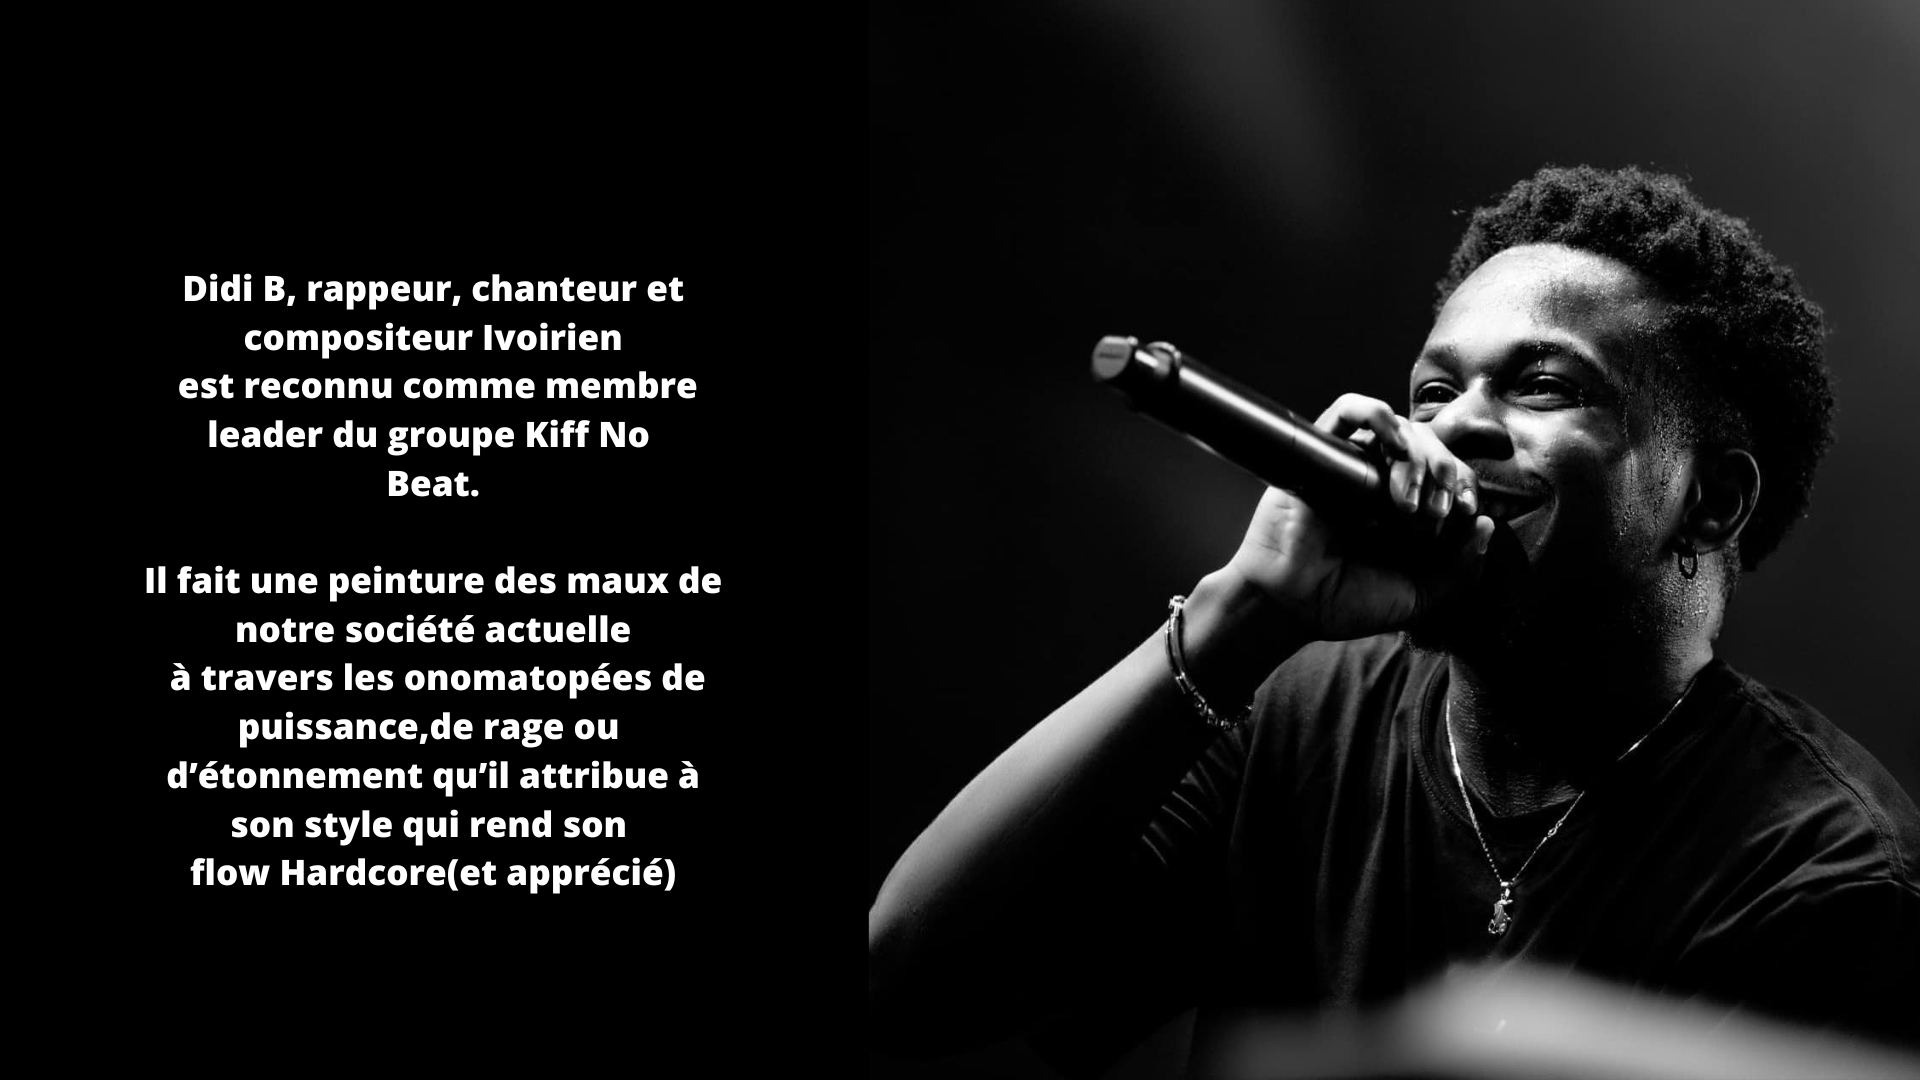 Didi B, rappeur, chanteur et
compositeur Ivoirien
est reconnu comme membre
leader du groupe Kiff No
Beat.
Il fait une peinture des maux de
notre société actuelle
à travers les onomatopées de
puissance,de rage ou
d’étonnement qu’il attribue à
son style qui rend son
flow Hardcore(et apprécié)